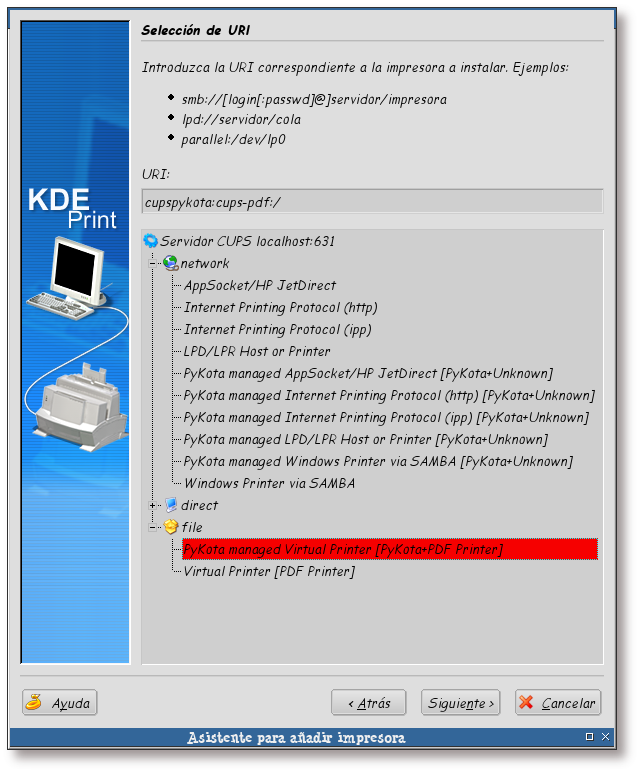 Selección de URI
Introduzca la URI correspondiente a la impresora a instalar. Ejemplos:
smb://[login[:passwd]@]servidor/impresora
lpd://servidor/cola
parallel:/dev/lp0
URI:
cupspykota:cups-pdf:/
KDE
Print
Servidor CUPS localhost:631
network
AppSocket/HP JetDirect
Internet Printing Protocol (http)
Internet Printing Protocol (ipp)
LPD/LPR Host or Printer
PyKota managed AppSocket/HP JetDirect [PyKota+Unknown]
PyKota managed Internet Printing Protocol (http) [PyKota+Unknown]
PyKota managed Internet Printing Protocol (ipp) [PyKota+Unknown]
PyKota managed LPD/LPR Host or Printer [PyKota+Unknown]
PyKota managed Windows Printer via SAMBA [PyKota+Unknown]
Windows Printer via SAMBA
direct
file
PyKota managed Virtual Printer [PyKota+PDF Printer]
Virtual Printer [PDF Printer]
Ayuda
< Atrás
Siguiente >
Cancelar
Asistente para añadir impresora